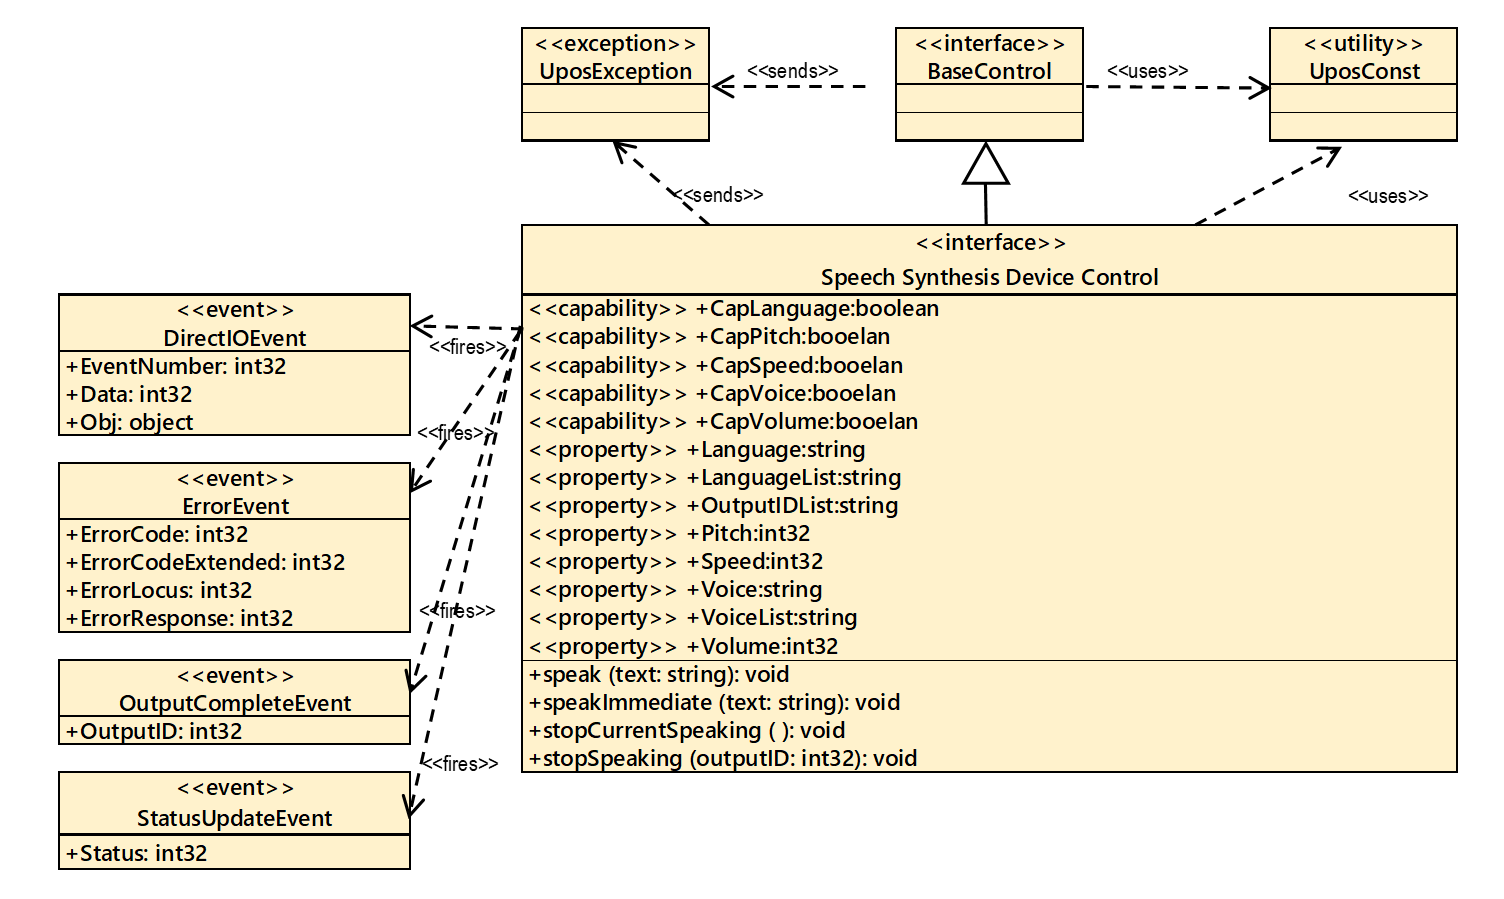 <<exception>>
UposException
<<sends>>
<<interface>>
BaseControl
<<uses>>
<<utility>>
UposConst
<<sends>>
<<uses>>
<<interface>>
Speech Synthesis Device Control
<<capability>> +CapLanguage:boolean
<<capability>> +CapPitch:booelan
<<capability>> +CapSpeed:booelan
<<capability>> +CapVoice:booelan
<<capability>> +CapVolume:booelan
<<property>> +Language:string
<<property>> +LanguageList:string
<<property>> +OutputIDList:string
<<property>> +Pitch:int32
<<property>> +Speed:int32
<<property>> +Voice:string
<<property>> +VoiceList:string
<<property>> +Volume:int32
+speak (text: string): void
+speakImmediate (text: string): void
+stopCurrentSpeaking ( ): void
+stopSpeaking (outputID: int32): void
<<event>>
DirectIOEvent
+EventNumber: int32
+Data: int32
+Obj: object
<<fires>>
<<event>>
ErrorEvent
+ErrorCode: int32
+ErrorCodeExtended: int32
+ErrorLocus: int32
+ErrorResponse: int32
<<fires>>
<<event>>
OutputCompleteEvent
+OutputID: int32
<<fires>>
<<event>>
StatusUpdateEvent
+Status: int32
<<fires>>